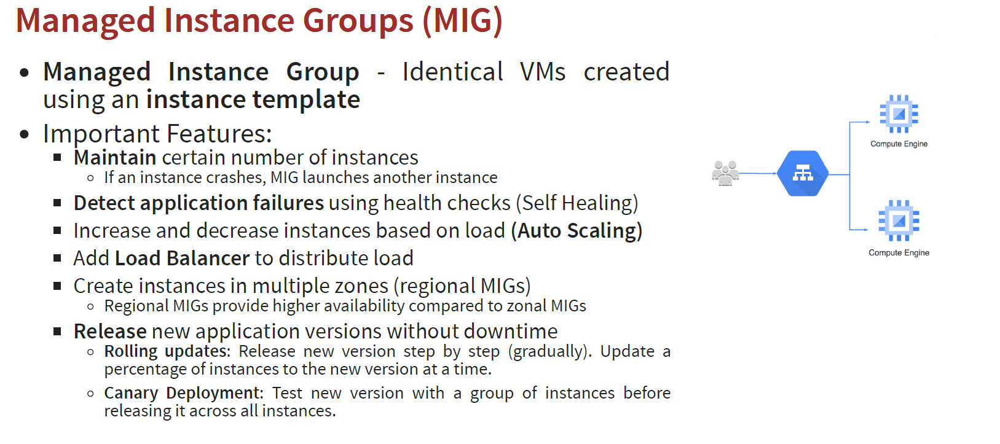 Managed Instance Groups (MIG)
Managed Instance Group - Identical VMs created
using an instance template
Important Features:
Maintain certain number of instances
If an instance crashes, MIG launches another instance
Detect application failures using health checks (Self Healing)
Increase and decrease instances based on load (Auto Scaling)
Add Load Balancer to distribute load
Create instances in multiple zones (regional MIGs)
Regional MIGs provide higher availability compared to zonal MIGs
Release new application versions without downtime
Rolling updates: Release new version step by step (gradually). Update a
percentage of instances to the new version at a time.
Canary Deployment: Test new version with a group of instances before
releasing it across all instances.
Compute Engine
Compute Engine